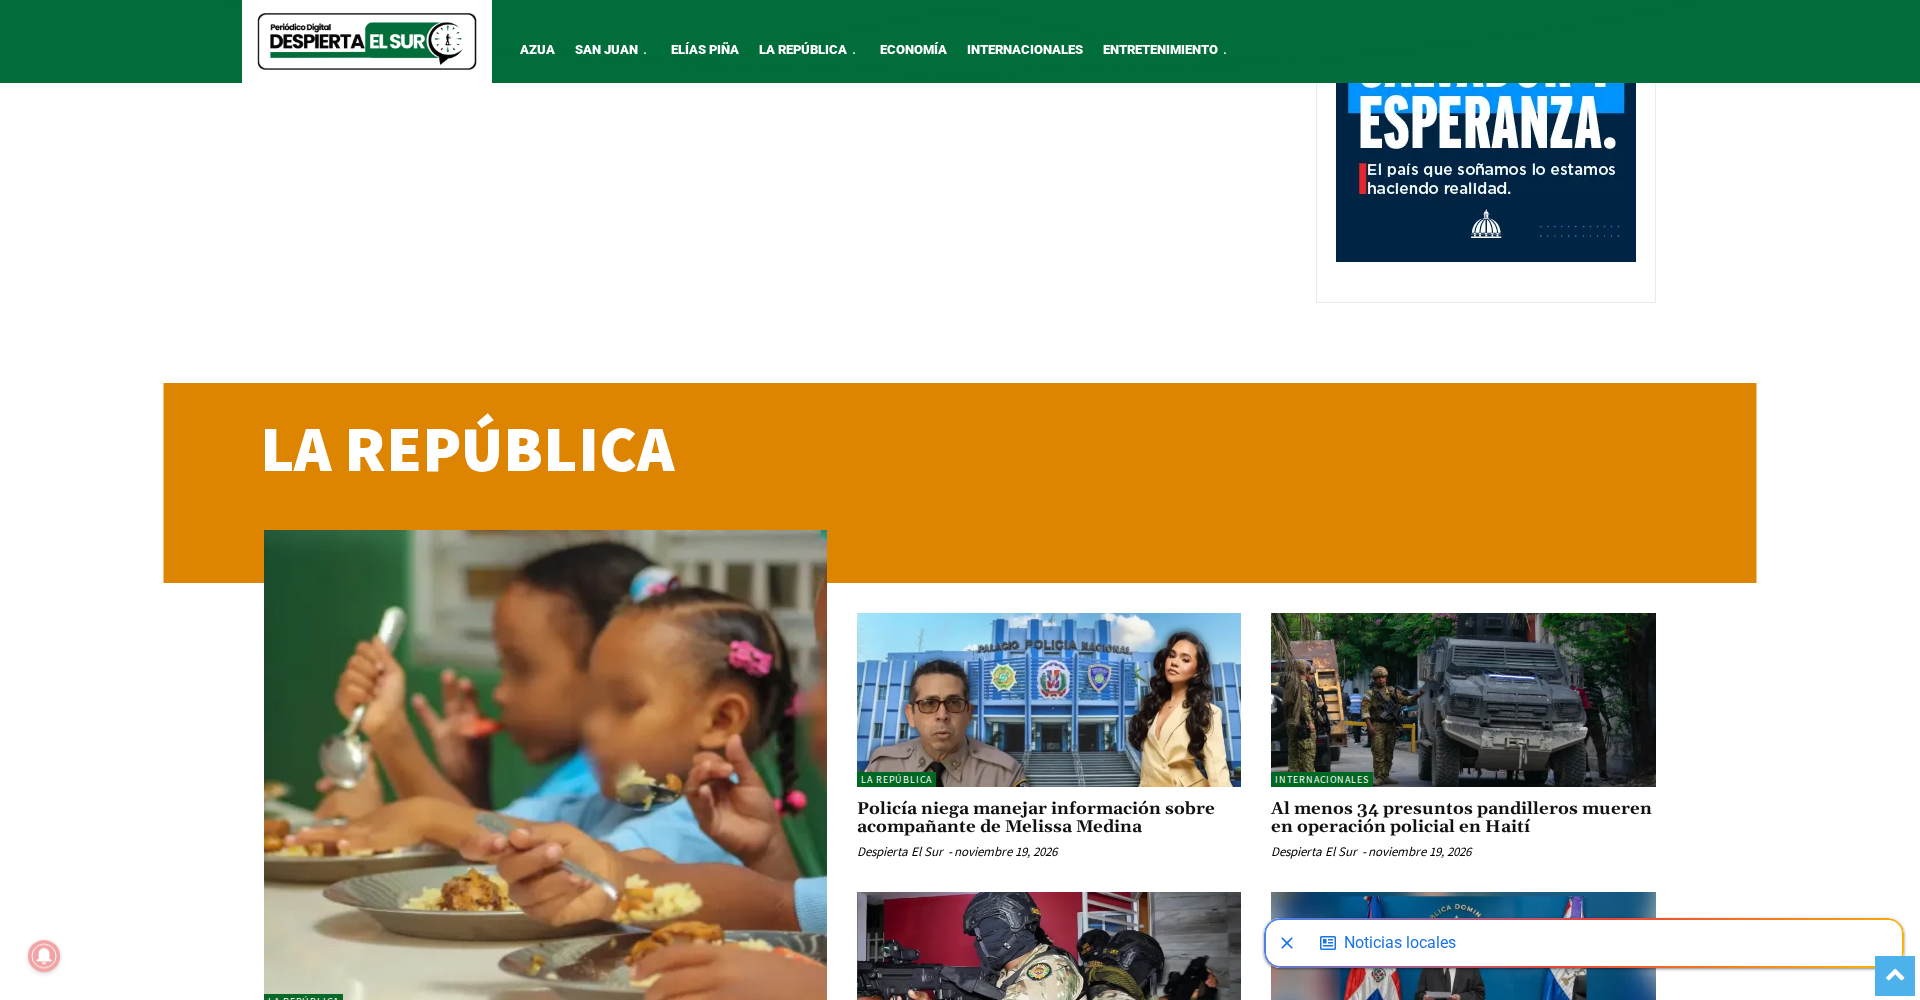 Periódico Digital
DESPIERTA EL SUR
AZUA
SAN JUAN
ELÍAS PIÑA
LA REPÚBLICA
ECONOMÍA
INTERNACIONALES
ENTRETENIMIENTO
ESPERANZA.
El país que soñamos lo estamos
haciendo realidad.
LA REPÚBLICA
PALACIO POLICIA NACIONAL
LA REPÚBLICA
INTERNACIONALES
Policía niega manejar información sobre
acompañante de Melissa Medina
Despierta El Sur - noviembre 19, 2026
Al menos 34 presuntos pandilleros mueren
en operación policial en Haití
Despierta El Sur - noviembre 19, 2026
Noticias locales
LA REPÚBLICA